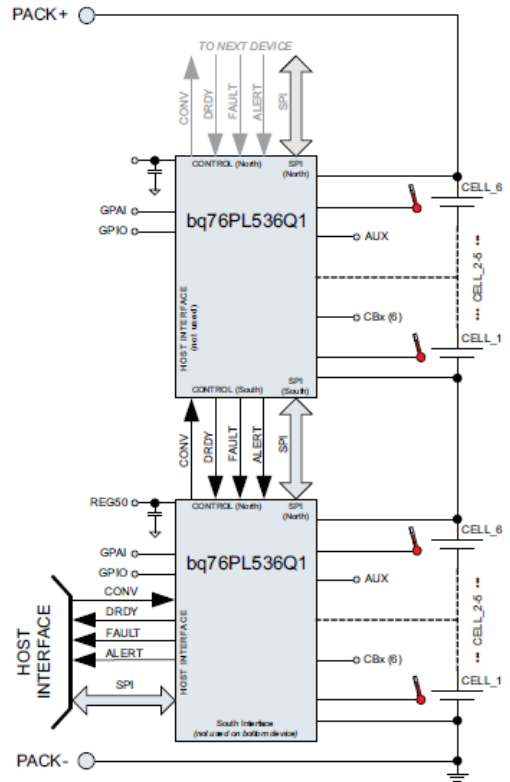 PACK+
TO NEXT DEVICE
CONV
DRDY
FAULT
ALERT
SPI
CONTROL (North)
SPI
(North)
CELL_6
GPAI
bq76PL536Q1
GPIO
AUX
... CELL_2-5 ...
HOST INTERFACE
(not used)
CBx (6)
CELL_1
SPI
(South)
CONTROL (South)
CONV
DRDY
FAULT
ALERT
SPI
REG50
CONTROL (North)
SPI
(North)
CELL_6
GPAI
bq76PL536Q1
GPIO
AUX
CONV
DRDY
FAULT
ALERT
SPI
HOST
INTERFACE
HOST INTERFACE
... CELL_2-5 ...
CBx (6)
CELL_1
South Interface
(not used on bottom device)
PACK-